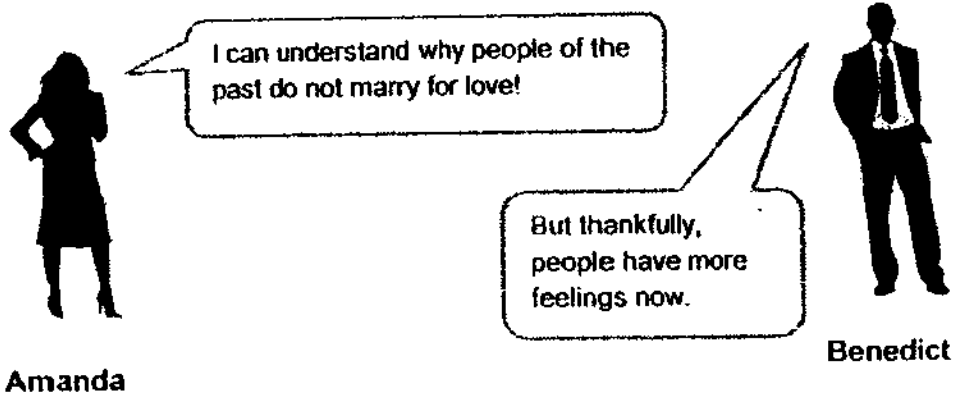 I can understand why people of the
past do not marry for love!
But thankfully,
people have more
feelings now.
Benedict
Amanda